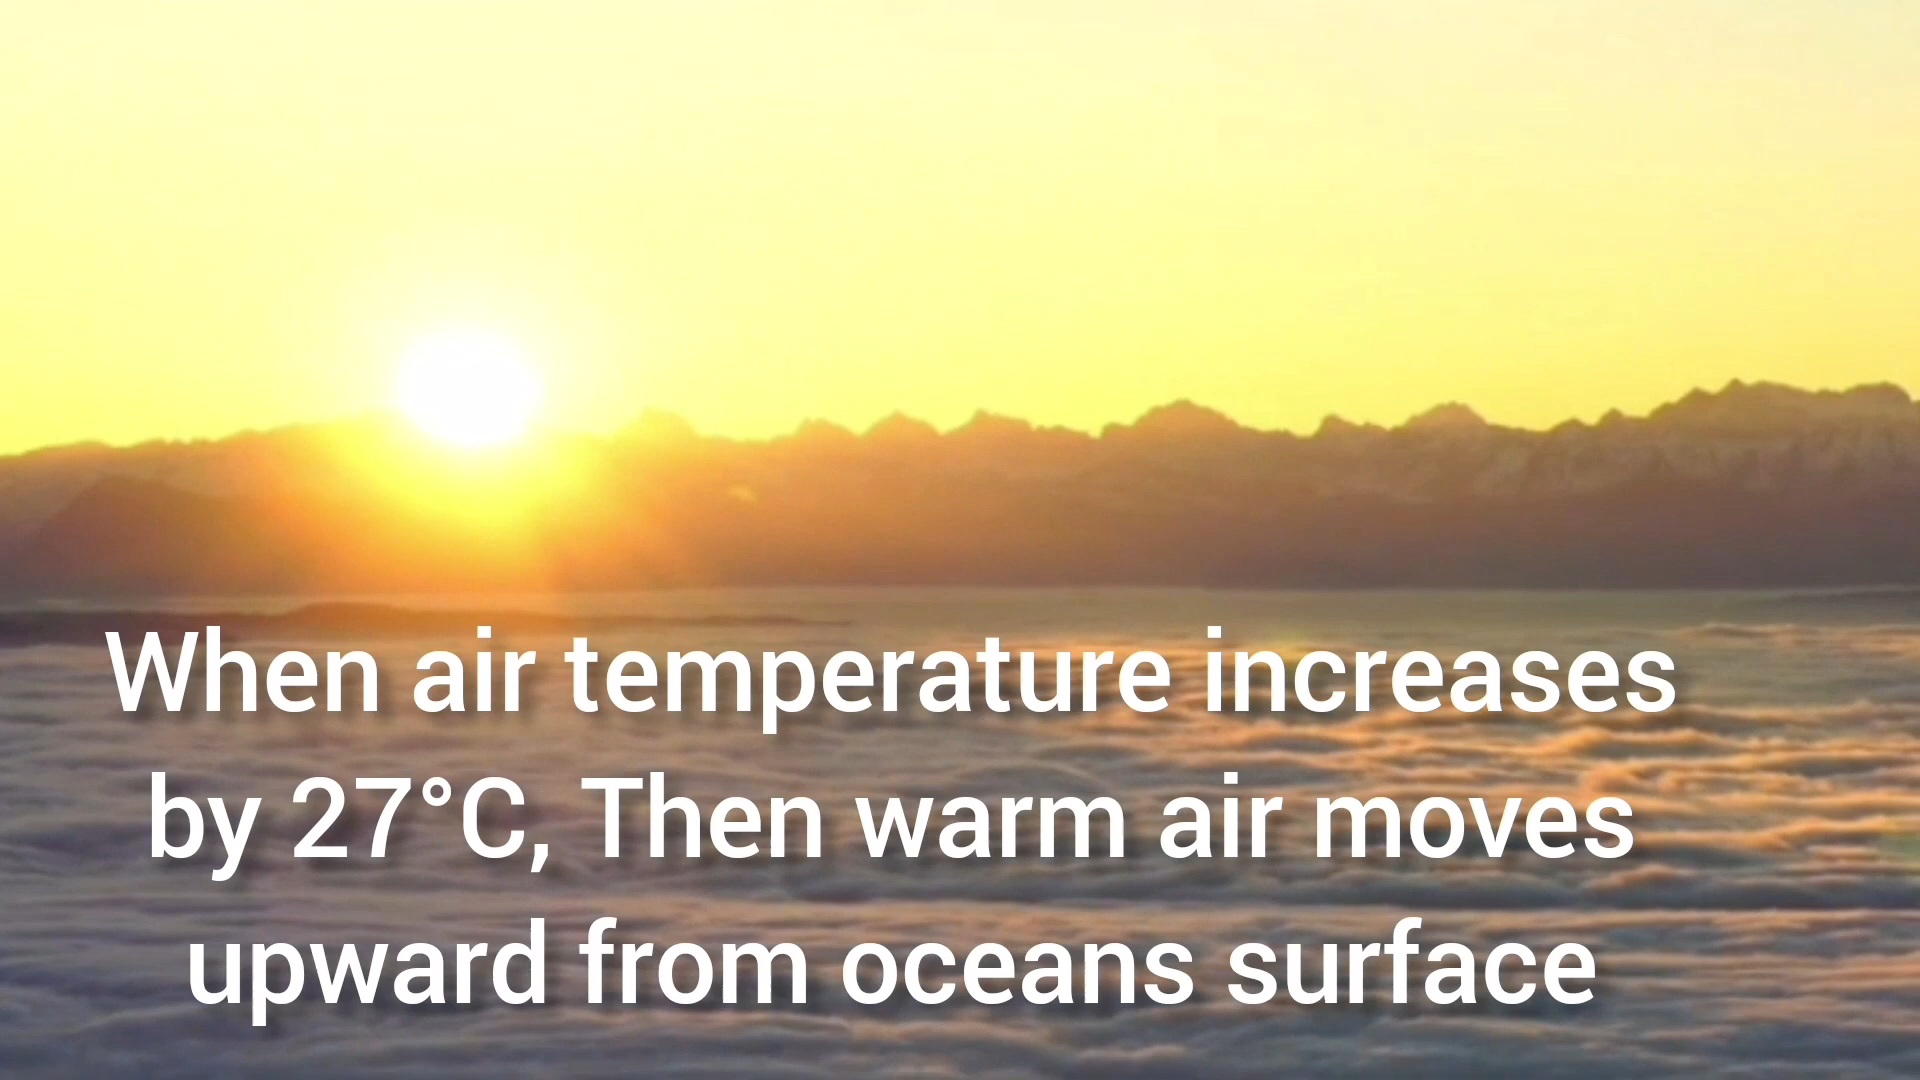 When air temperature increases
by 27°C, Then warm air moves
upward from oceans surface